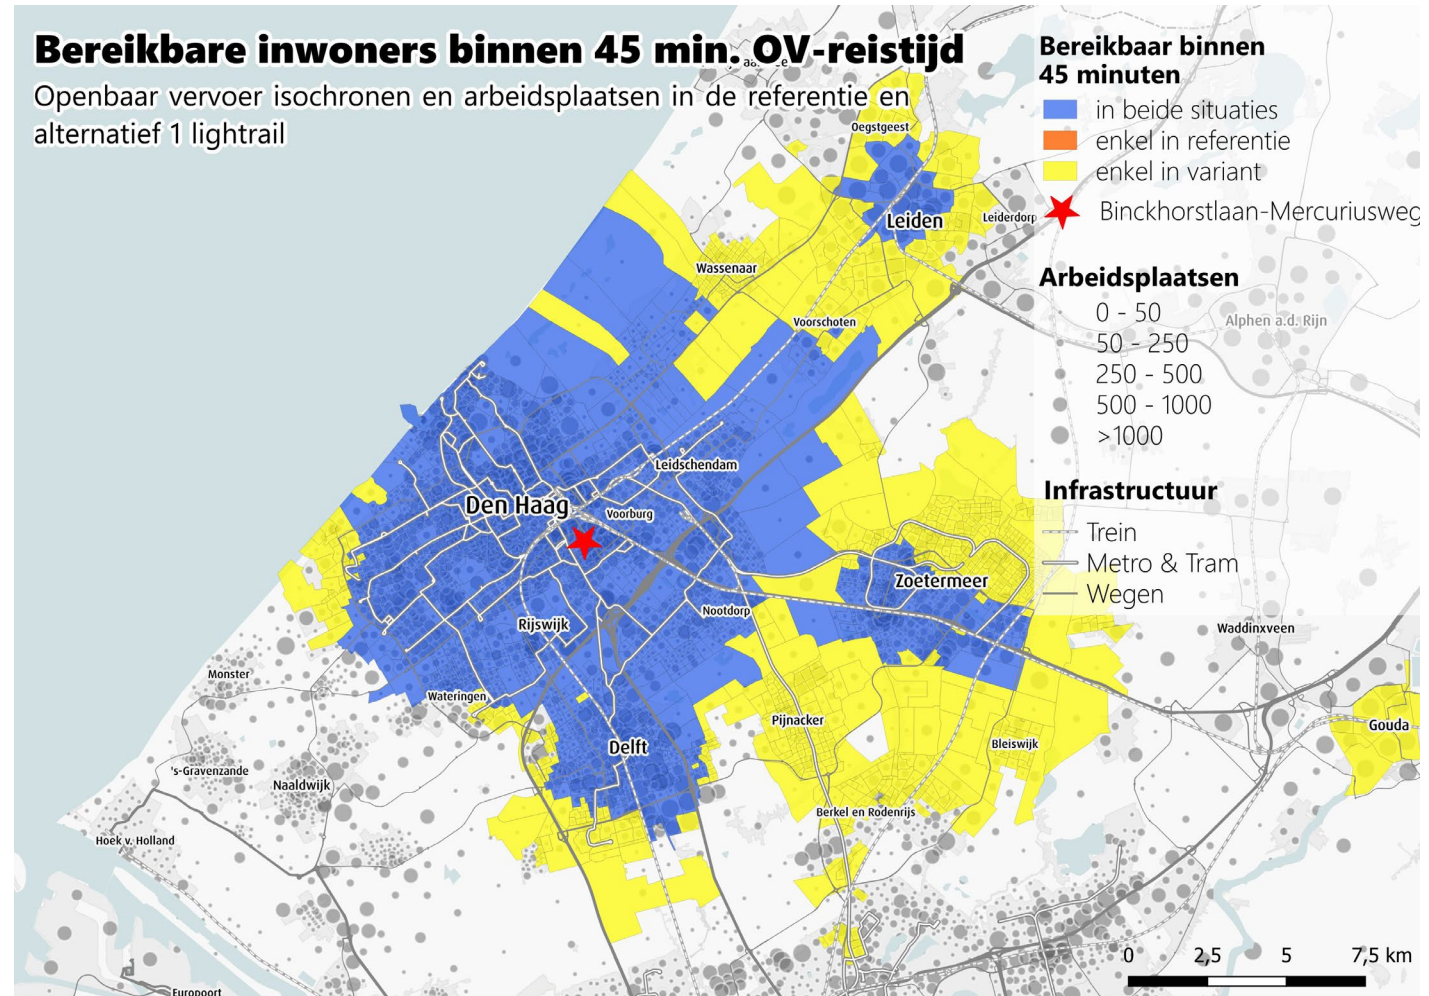 Bereikbare inwoners binnen 45 min. OV-reistijd
Openbaar vervoer isochronen en arbeidsplaatsen in de referentie en
alternatief 1 lightrail
Bereikbaar binnen
45 minuten
in beide situaties
enkel in referentie
enkel in variant
Binckhorstlaan-Mercuriusweg
Arbeidsplaatsen
0 - 50
50 - 250
250 - 500
500 - 1000
>1000
Infrastructuur
Trein
Metro & Tram
Wegen
Oegstgeest
Leiden
Leiderdorp
Wassenaar
Voorschoten
Alphen a.d. Rijn
Leidschendam
Den Haag
Voorburg
Zoetermeer
Nootdorp
Rijswijk
Waddinxveen
Monster
Wateringen
Pijnacker
Gouda
Delft
Bleiswijk
's-Gravenzande
Naaldwijk
Berkel en Rodenrijs
Hoek v. Holland
Europoort
0 2,5 5 7,5 km